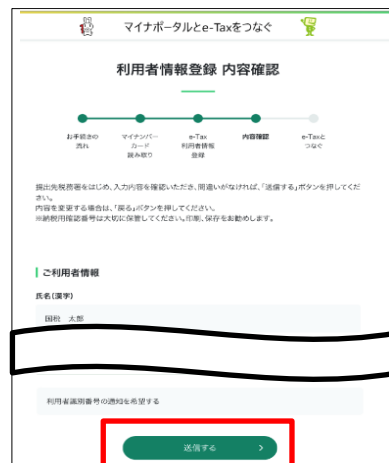 マイナポータルとe-Taxをつなぐ
利用者情報登録 内容確認
お手続きの
流れ
マイナンバー
カード
読み取り
e-Tax
利用者情報
登録
内容確認
e-Taxと
つなぐ
提出先税務署をはじめ、入力内容を確認いただき、間違いがなければ、「送信する」ボタンを押してくだ
さい。
内容を変更する場合は、「戻る」ボタンを押してください。
※納税用確認番号は大切に保管してください。印刷、保存をお勧めします。
ご利用者情報
氏名(漢字)
国税 太郎
利用者識別番号の通知を希望する
送信する